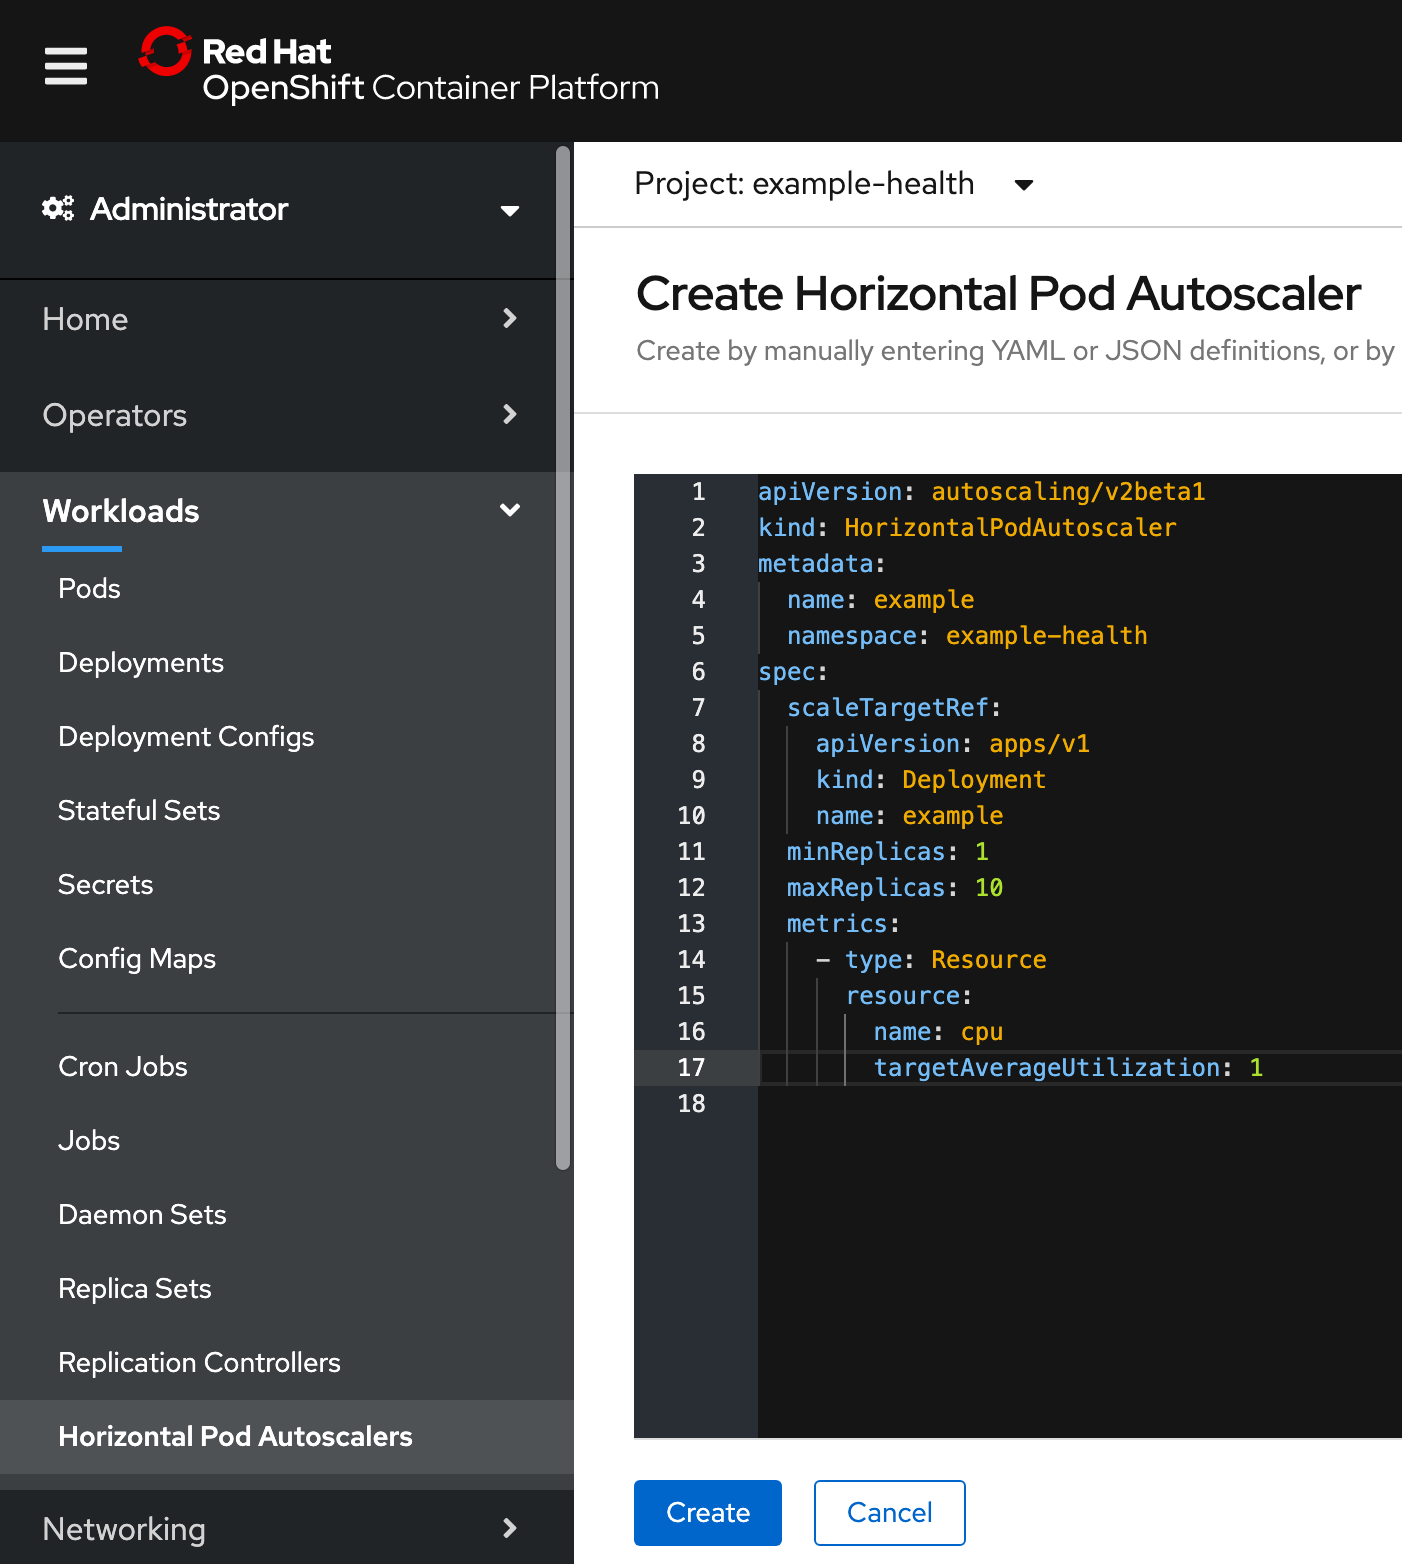 Red Hat
OpenShift Container Platform
Administrator
Home
Operators
Workloads
Pods
Deployments
Deployment Configs
Stateful Sets
Secrets
Config Maps
Cron Jobs
Jobs
Daemon Sets
Replica Sets
Replication Controllers
Horizontal Pod Autoscalers
Networking
Project: example-health
Create Horizontal Pod Autoscaler
Create by manually entering YAML or JSON definitions, or by
1 apiVersion: autoscaling/v2beta1
2 kind: HorizontalPodAutoscaler
3 metadata:
4   name: example
5   namespace: example-health
6 spec:
7   scaleTargetRef:
8     apiVersion: apps/v1
9     kind: Deployment
10     name: example
11   minReplicas: 1
12   maxReplicas: 10
13   metrics:
14     - type: Resource
15       resource:
16         name: cpu
17         targetAverageUtilization: 1
18
Create Cancel